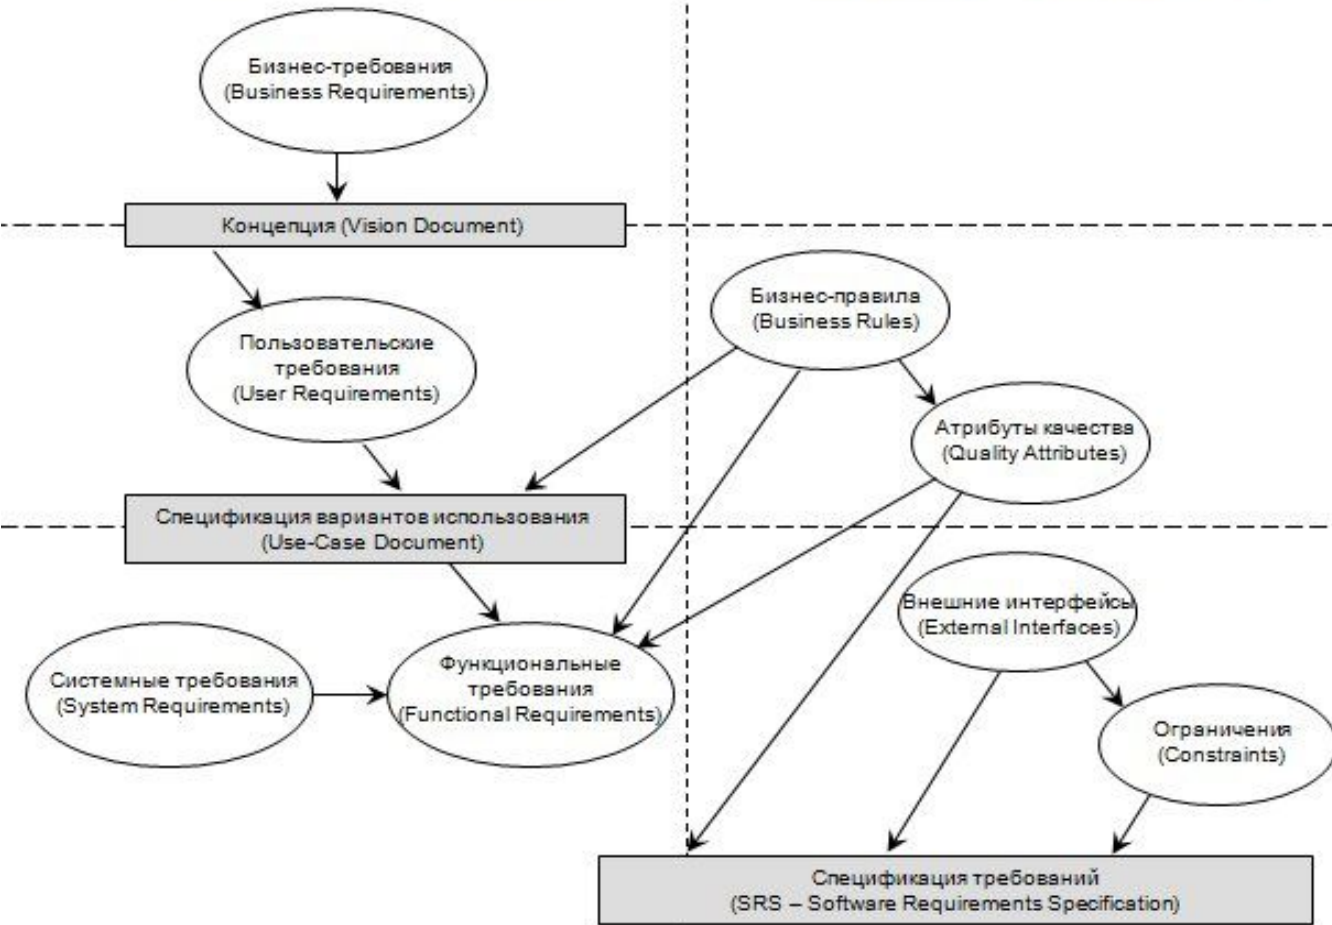 Бизнес-требования
(Business Requirements)
Концепция (Vision Document)
Бизнес-правила
(Business Rules)
Пользовательские
требования
(User Requirements)
Атрибуты качества
(Quality Attributes)
Спецификация вариантов использования
(Use-Case Document)
Внешние интерфейсы
(External Interfaces)
Системные требования
(System Requirements)
Функциональные
требования
(Functional Requirements)
Ограничения
(Constraints)
Спецификация требований
(SRS – Software Requirements Specification)